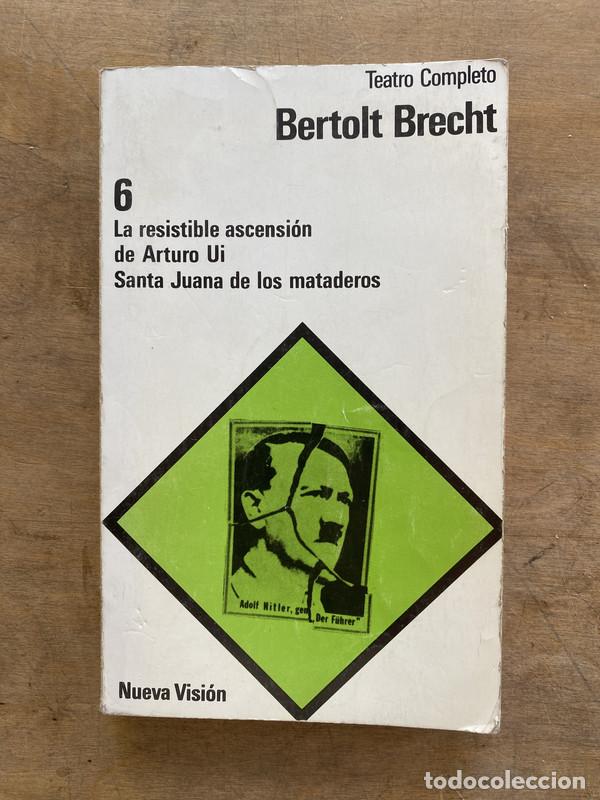 Teatro Completo
Bertolt Brecht
6
La resistible ascensión
de Arturo Ui
Santa Juana de los mataderos
Adolf Hitler, gen „Der Führer"
Nueva Visión
todocoleccion